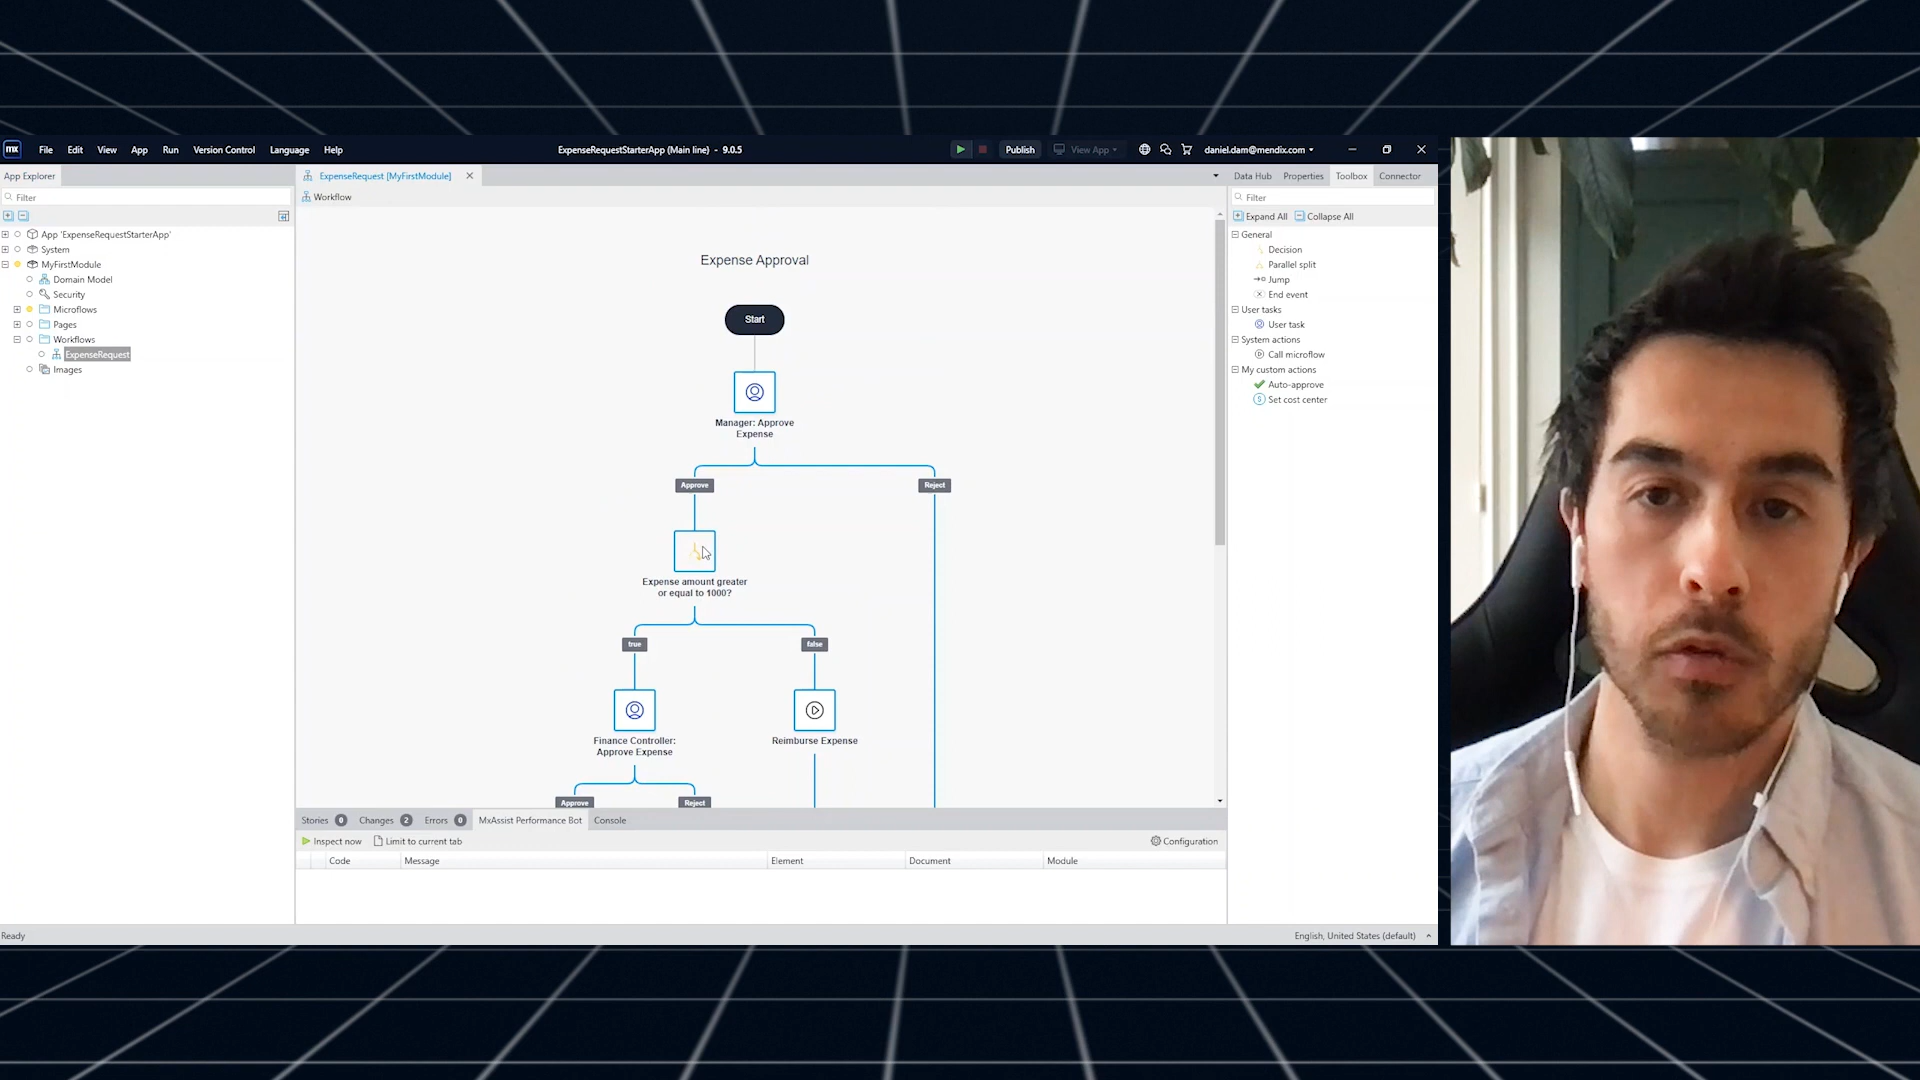 mx
File Edit View App Run Version Control Language Help
ExpenseRequestStarterApp (Main line) - 9.0.5
Publish
View App
daniel.dam@mendix.com
App Explorer
Filter
App 'ExpenseRequestStarterApp'
System
MyFirstModule
Domain Model
Security
Microflows
Pages
Workflows
ExpenseRequest
Images
ExpenseRequest [MyFirstModule]
Workflow
Expense Approval
Start
Manager: Approve
Expense
Approve
Reject
Expense amount greater
or equal to 1000?
true
false
Finance Controller:
Approve Expense
Reimburse Expense
Approve
Reject
Stories 0 Changes 2 Errors 0 MxAssist Performance Bot Console
Inspect now Limit to current tab
Configuration
Code Message Element Document Module
Data Hub Properties Toolbox Connector
Filter
Expand All Collapse All
General
Decision
Parallel split
Jump
End event
User tasks
User task
System actions
Call microflow
My custom actions
Auto-approve
Set cost center
Ready
English, United States (default)